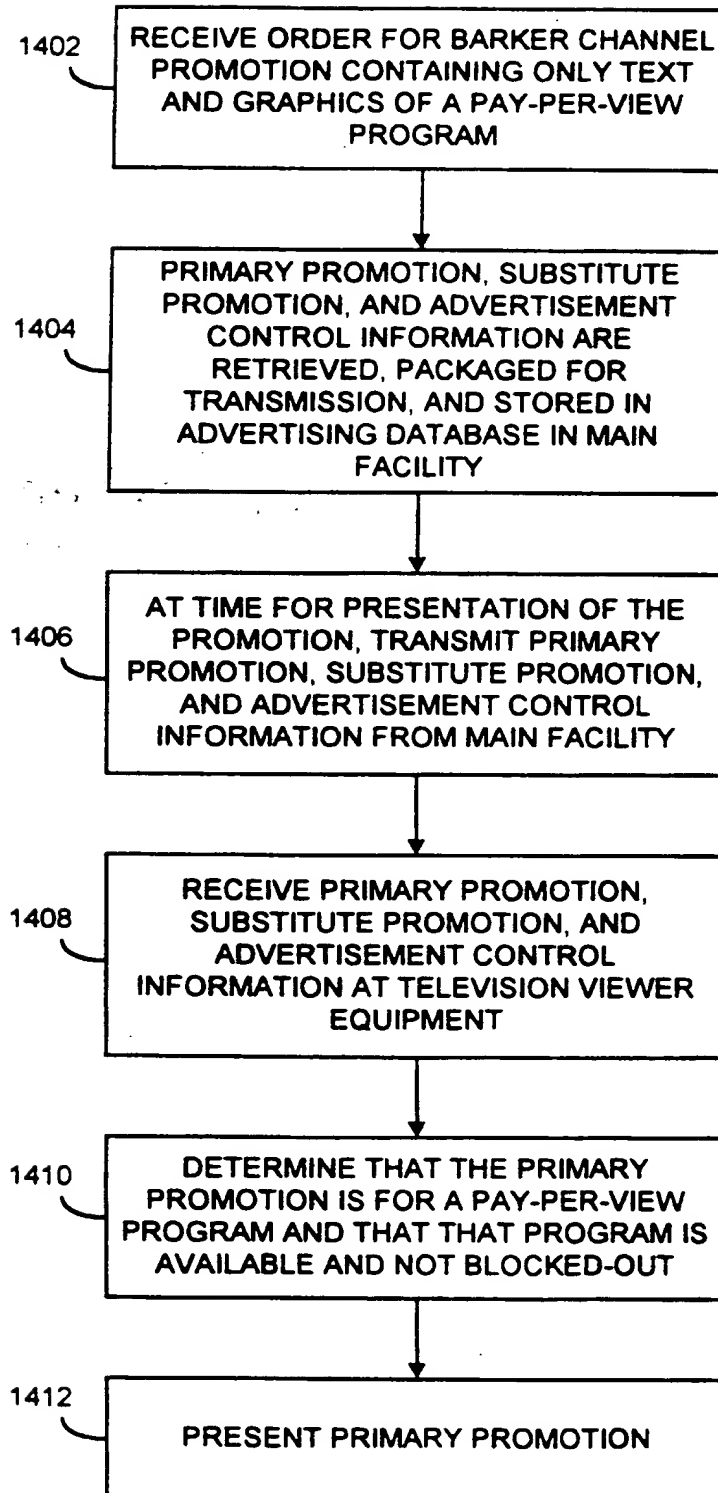 1402
RECEIVE ORDER FOR BARKER CHANNEL
PROMOTION CONTAINING ONLY TEXT
AND GRAPHICS OF A PAY-PER-VIEW
PROGRAM
1404
PRIMARY PROMOTION, SUBSTITUTE
PROMOTION, AND ADVERTISEMENT
CONTROL INFORMATION ARE
RETRIEVED, PACKAGED FOR
TRANSMISSION, AND STORED IN
ADVERTISING DATABASE IN MAIN
FACILITY
1406
AT TIME FOR PRESENTATION OF THE
PROMOTION, TRANSMIT PRIMARY
PROMOTION, SUBSTITUTE PROMOTION,
AND ADVERTISEMENT CONTROL
INFORMATION FROM MAIN FACILITY
1408
RECEIVE PRIMARY PROMOTION,
SUBSTITUTE PROMOTION, AND
ADVERTISEMENT CONTROL
INFORMATION AT TELEVISION VIEWER
EQUIPMENT
1410
DETERMINE THAT THE PRIMARY
PROMOTION IS FOR A PAY-PER-VIEW
PROGRAM AND THAT THAT PROGRAM IS
AVAILABLE AND NOT BLOCKED-OUT
1412
PRESENT PRIMARY PROMOTION